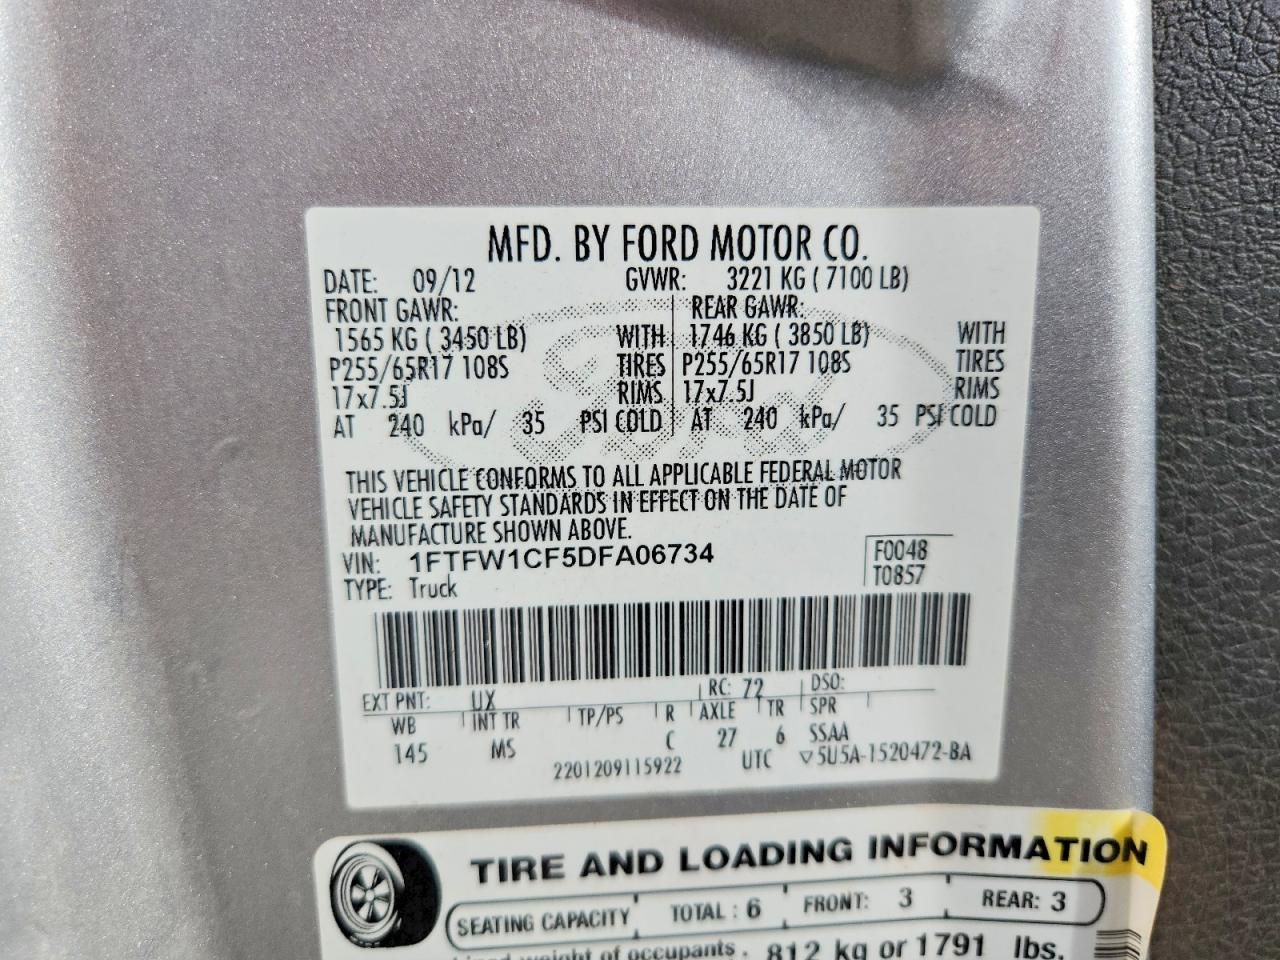 MFD. BY FORD MOTOR CO.
DATE: 09/12 GVWR: 3221 KG ( 7100 LB)
FRONT GAWR: REAR GAWR:
1565 KG ( 3450 LB) WITH 1746 KG ( 3850 LB) WITH
P255/65R17 108S TIRES P255/65R17 108S TIRES
17x7.5J RIMS 17x7.5J RIMS
AT 240 kPa/ 35 PSI COLD AT 240 kPa/ 35 PSI COLD
THIS VEHICLE CONFORMS TO ALL APPLICABLE FEDERAL MOTOR
VEHICLE SAFETY STANDARDS IN EFFECT ON THE DATE OF
MANUFACTURE SHOWN ABOVE.
VIN: 1FTFW1CF5DFA06734 F0048
TYPE: Truck T0857
EXT PNT: UX RC: 72 DSO:
WB INT TR TP/PS R AXLE TR SPR
145 MS C 27 6 SSAA
2201209115922 UTC ▽5U5A-1520472-BA
TIRE AND LOADING INFORMATION
SEATING CAPACITY TOTAL : 6 FRONT: 3 REAR: 3
weight of occupants . 812 kg or 1791 lbs.